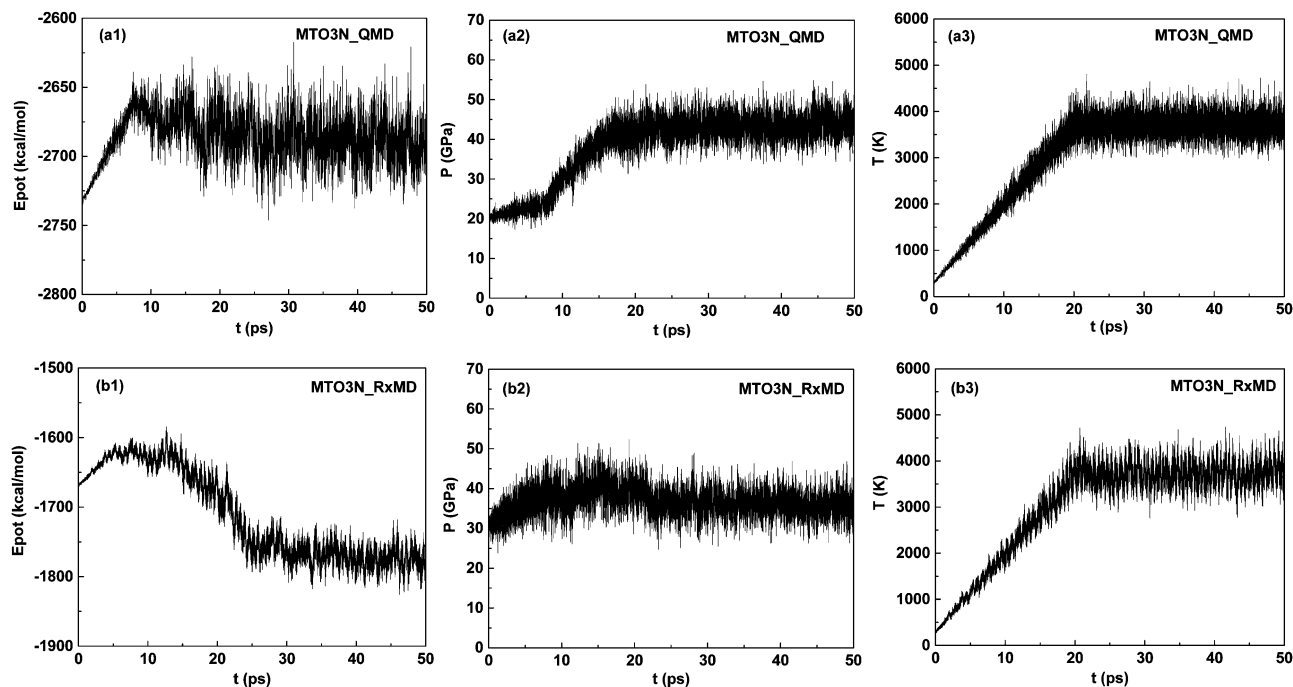 (a1) MTO3N_QMD
-2600
-2650
-2700
-2750
-2800
Epot (kcal/mol)
0 10 20 30 40 50
t (ps)
(a2) MTO3N_QMD
70
60
50
40
30
20
10
0
P (GPa)
0 10 20 30 40 50
t (ps)
(a3) MTO3N_QMD
6000
5000
4000
3000
2000
1000
0
T (K)
0 10 20 30 40 50
t (ps)
(b1) MTO3N_RxMD
-1500
-1600
-1700
-1800
-1900
Epot (kcal/mol)
0 10 20 30 40 50
t (ps)
(b2) MTO3N_RxMD
70
60
50
40
30
20
10
0
P (GPa)
0 10 20 30 40 50
t (ps)
(b3) MTO3N_RxMD
6000
5000
4000
3000
2000
1000
0
T (K)
0 10 20 30 40 50
t (ps)